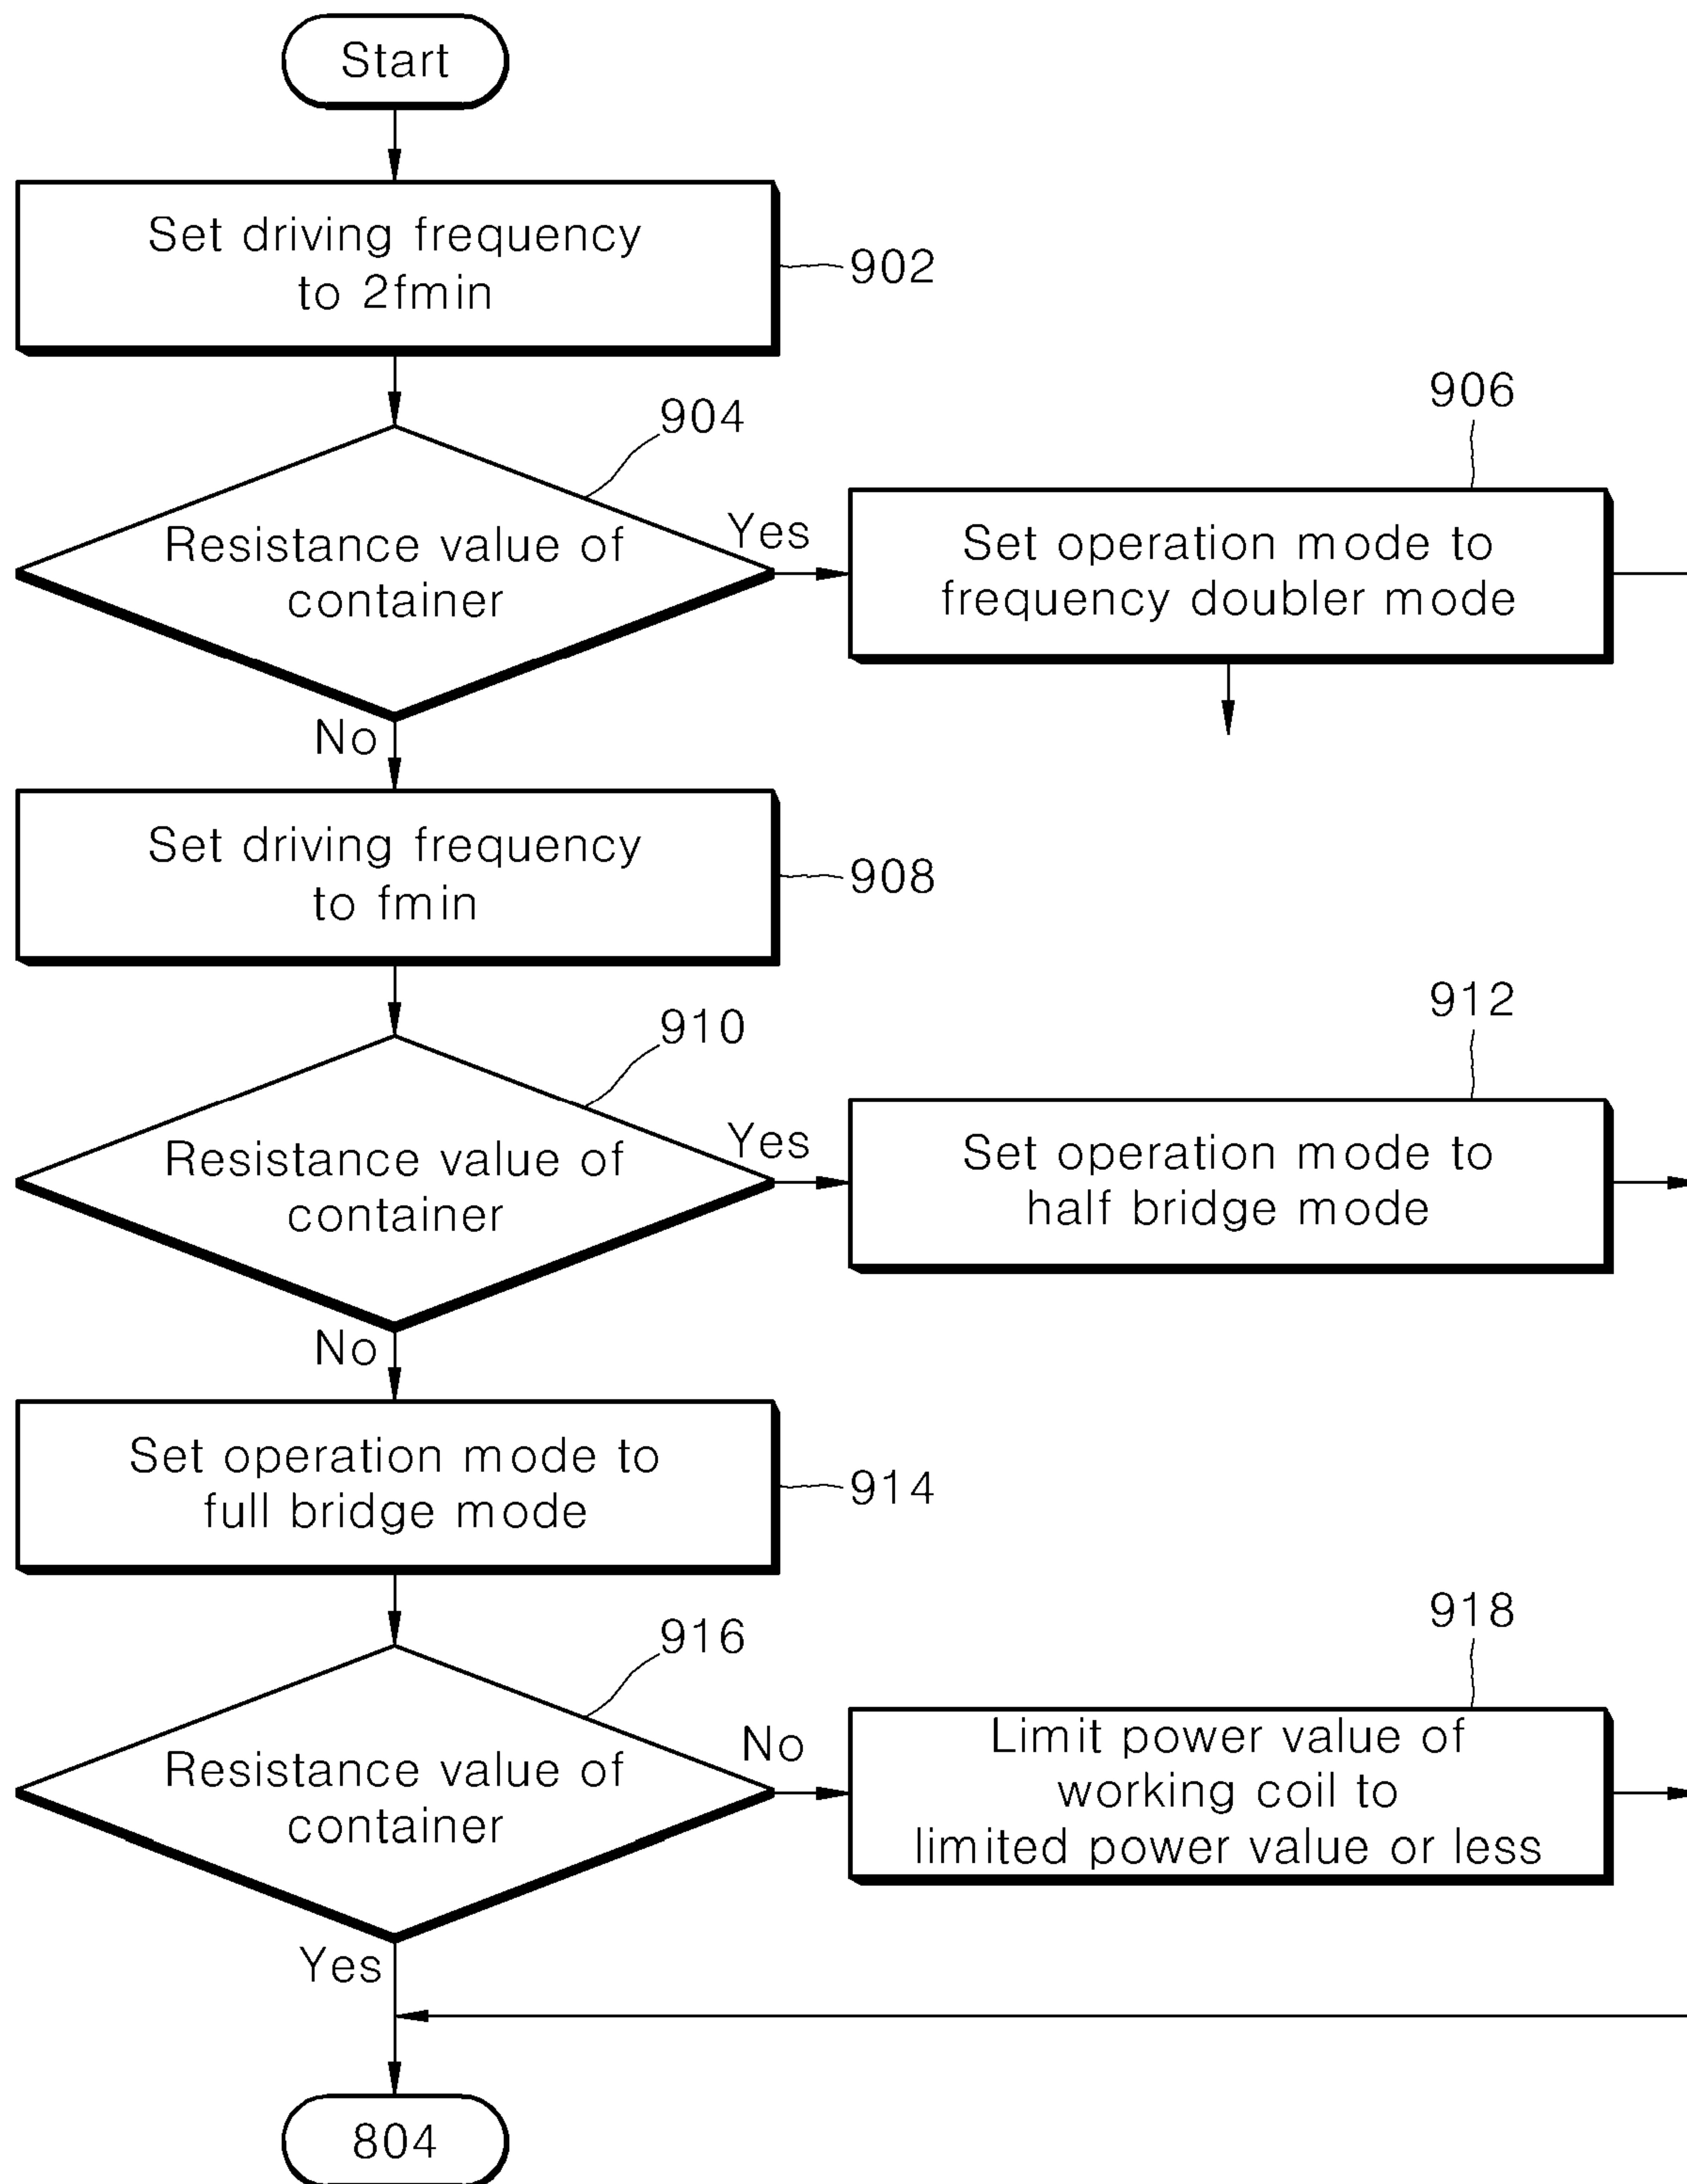 Start
Set driving frequency
to 2fmin
902
904
Resistance value of
container
Yes
906
Set operation mode to
frequency doubler mode
No
Set driving frequency
to fmin
908
910
Resistance value of
container
Yes
912
Set operation mode to
half bridge mode
No
Set operation mode to
full bridge mode
914
916
Resistance value of
container
No
918
Limit power value of
working coil to
limited power value or less
Yes
804